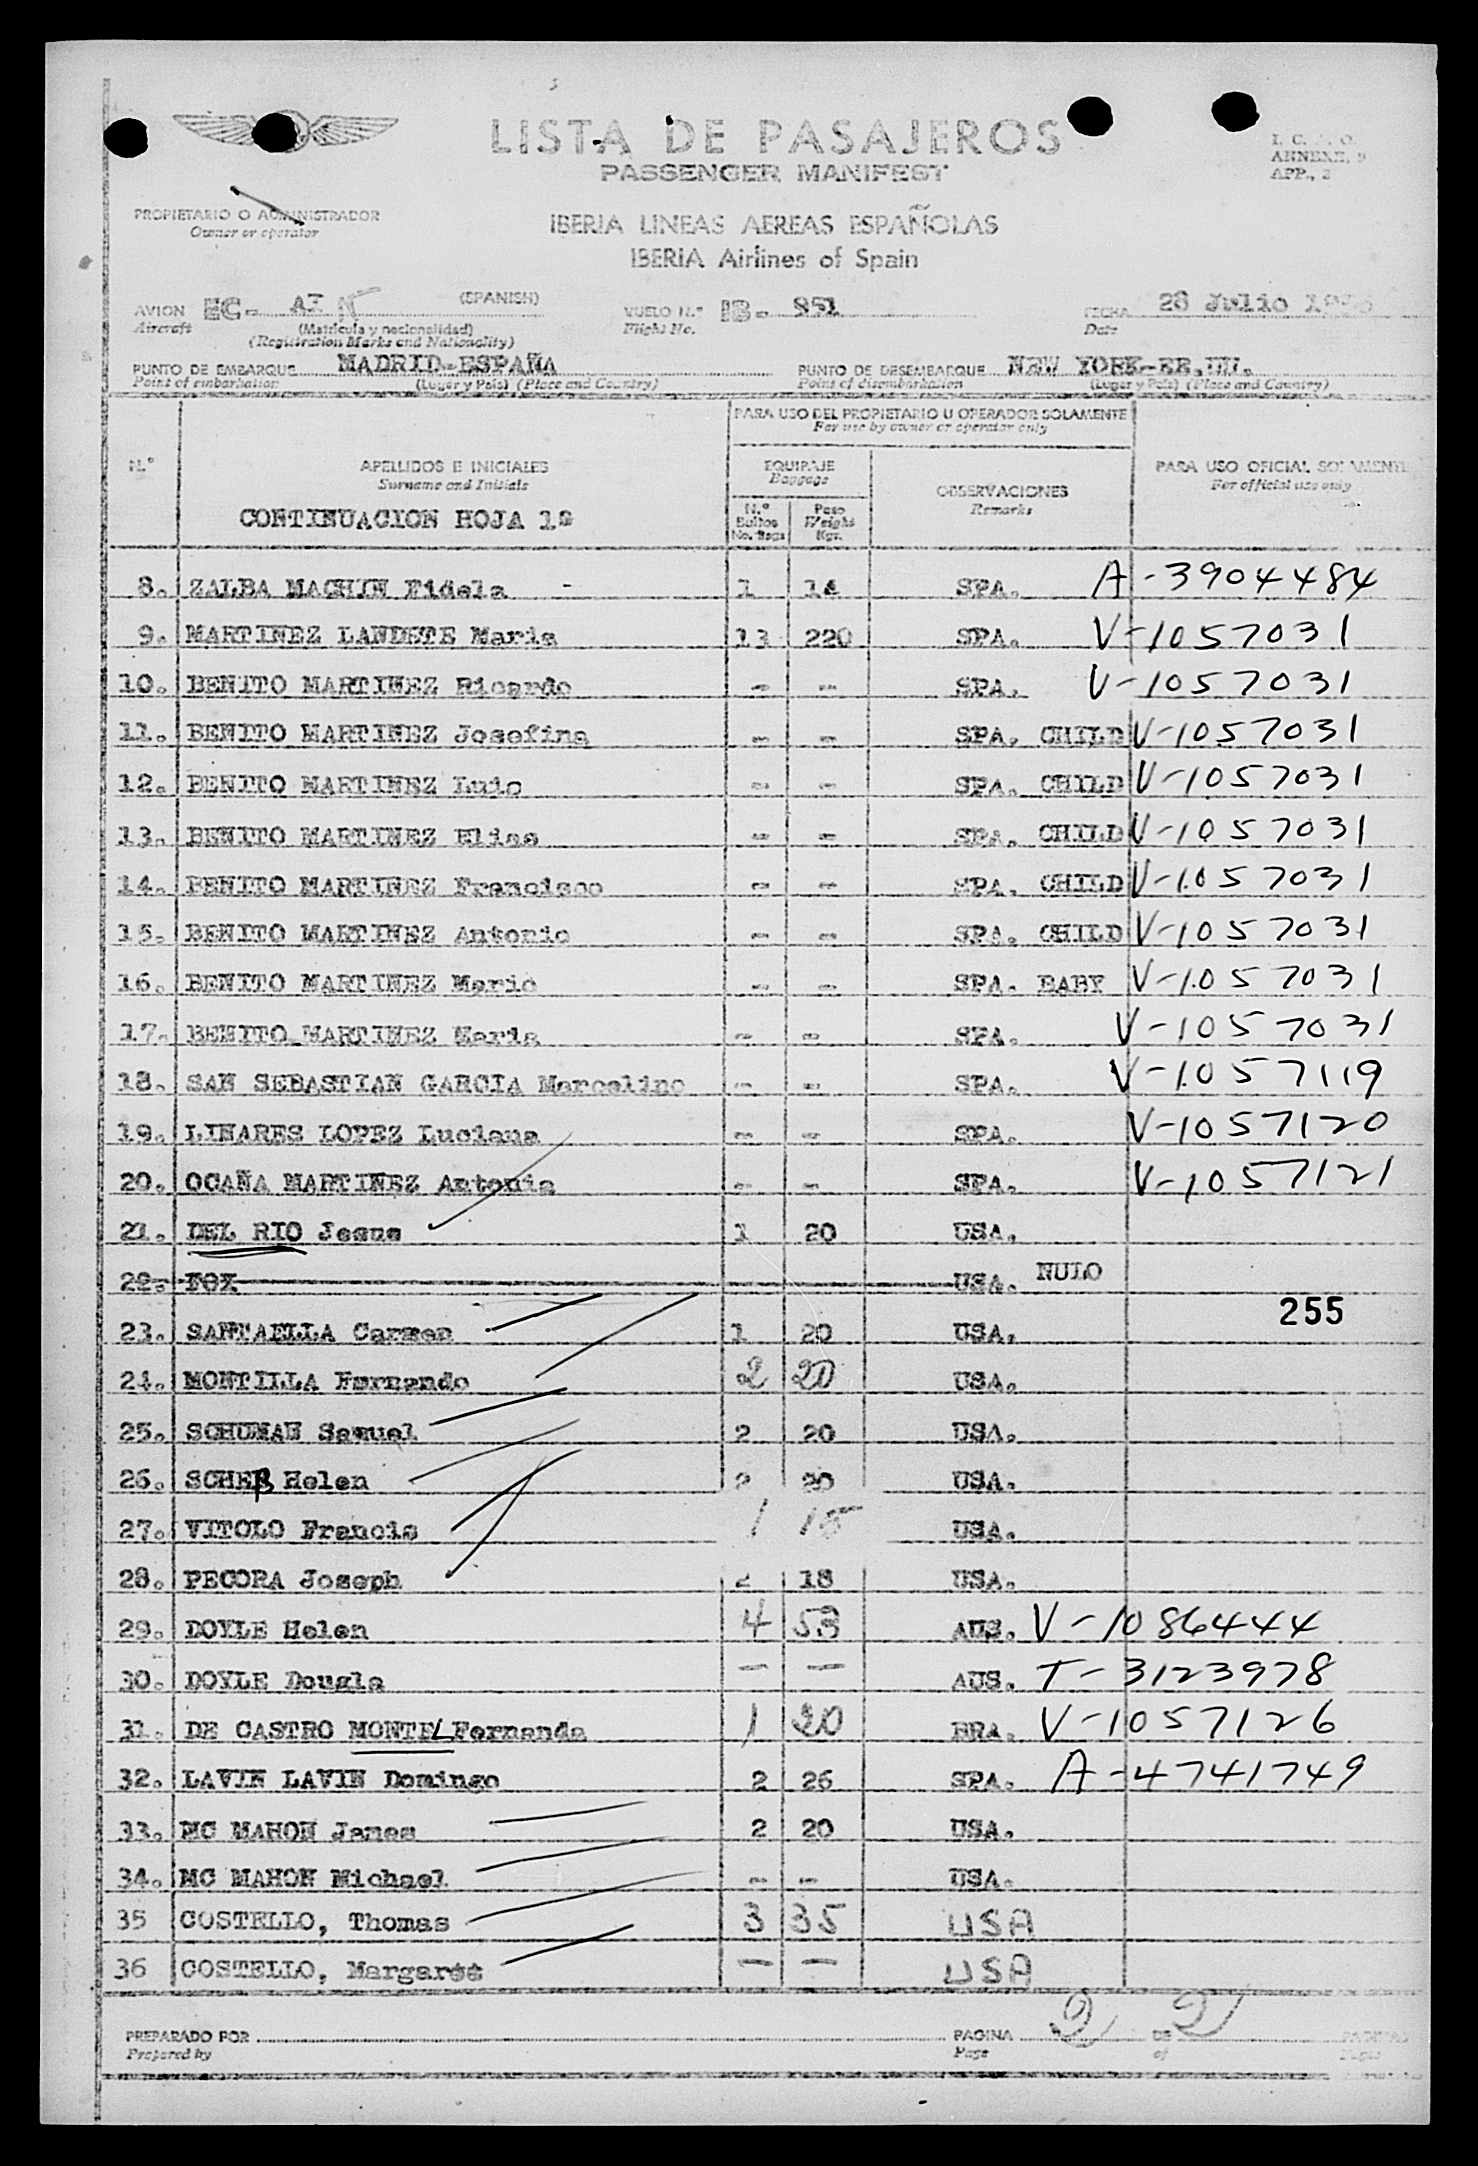 LISTA DE PASAJEROS
PASSENGER MANIFEST
ANNEXE, 9
APP., 2
PROPIETARIO O ADMINISTRADOR
Owner or operator
IBERIA LINEAS AEREAS ESPAÑOLAS
IBERIA Airlines of Spain
AVION EC- (SPANISH) VUELO N.º IB- 951 FECHA 28 Julio
Aircraft (Matrícula y nacionalidad) Flight No. Date
(Registration Marks and Nationality)
PUNTO DE EMBARQUE MADRID-ESPAÑA PUNTO DE DESEMBARQUE NEW YORK-EE.UU.
Point of embarkation (Lugar y País) (Place and Country) Point of disembarkation (Lugar y País) (Place and Country)
PARA USO DEL PROPIETARIO U OPERADOR SOLAMENTE
For use by owner or operator only
N.º APELLIDOS E INICIALES EQUIPAJE PARA USO OFICIAL SOLAMENTE
Surname and Initials Baggage OBSERVACIONES For official use only
Remarks
CONTINUACION HOJA 1ª N.º Bultos No. Bags Peso Weight Kgr.
8. ZALBA MACHIN Fidela - 1 14 SPA. A-3904484
9. MARTINEZ LANDETE Maria 13 220 SPA. V-1057031
10. BENITO MARTINEZ Ricardo - - SPA. V-1057031
11. BENITO MARTINEZ Josefina - - SPA. CHILD V-1057031
12. BENITO MARTINEZ Luis - - SPA. CHILD V-1057031
13. BENITO MARTINEZ Elisa - - SPA. CHILD V-1057031
14. BENITO MARTINEZ Francisco - - SPA. CHILD V-1057031
15. BENITO MARTINEZ Antonio - - SPA. CHILD V-1057031
16. BENITO MARTINEZ Mario - - SPA. BABY V-1057031
17. BENITO MARTINEZ Maria - - SPA. V-1057031
18. SAN SEBASTIAN GARCIA Marcelino - - SPA. V-1057119
19. LINARES LOPEZ Luciana - - SPA. V-1057120
20. OCAÑA MARTINEZ Antonia - - SPA. V-1057121
21. DEL RIO Jesus 1 20 USA.
22. FOX USA. NULO
255
23. SANTAELLA Carmen 1 20 USA.
24. MONTILLA Fernando 2 20 USA.
25. SCHUMAN Samuel 2 20 USA.
26. SCHER Helen 2 20 USA.
27. VITOLO Francis 1 15 USA.
28. PECORA Joseph 2 18 USA.
29. DOYLE Helen 4 53 AUS. V-1086444
30. DOYLE Dougla - - AUS. T-3123978
31. DE CASTRO MONTEL Fernanda 1 20 BRA. V-1057126
32. LAVIN LAVIN Domingo 2 26 SPA. A-4741749
33. MC MAHON James 2 20 USA.
34. MC MAHON Michael - - USA.
35 COSTELLO, Thomas 3 35 USA
36 COSTELLO, Margaret - - USA
PREPARADO POR PAGINA 2 DE 2 PAGINAS
Prepared by Page of Pages